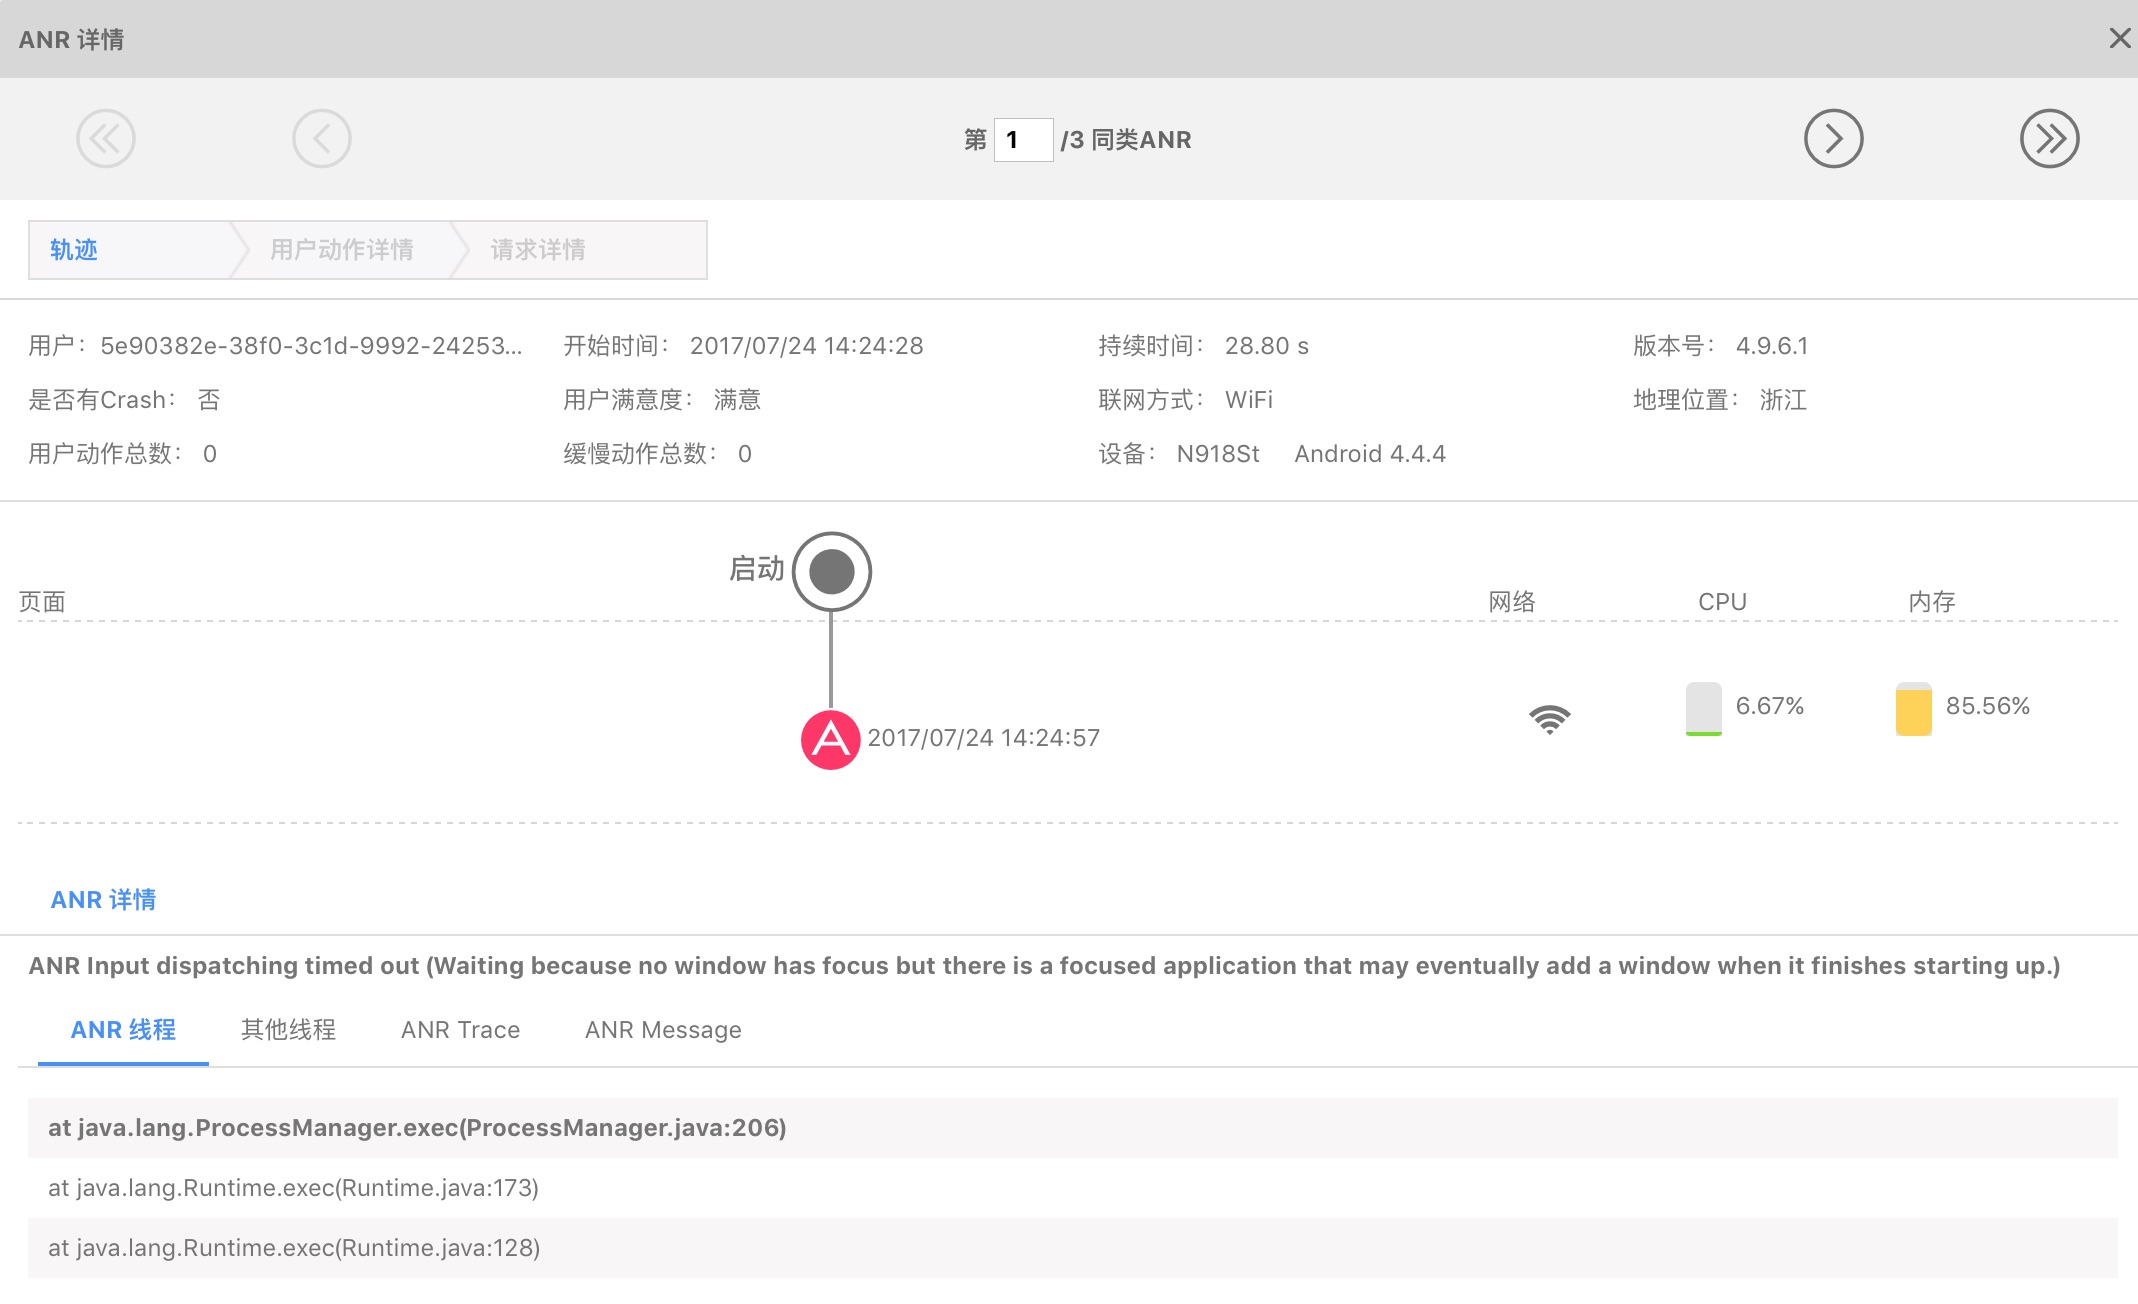 ANR 详情
第 1 /3 同类ANR
轨迹 用户动作详情 请求详情
用户： 5e90382e-38f0-3c1d-9992-24253... 开始时间： 2017/07/24 14:24:28 持续时间： 28.80 s 版本号： 4.9.6.1
是否有Crash： 否 用户满意度： 满意 联网方式： WiFi 地理位置： 浙江
用户动作总数： 0 缓慢动作总数： 0 设备： N918St Android 4.4.4
启动
页面 网络 CPU 内存
6.67% 85.56%
A 2017/07/24 14:24:57
ANR 详情
ANR Input dispatching timed out (Waiting because no window has focus but there is a focused application that may eventually add a window when it finishes starting up.)
ANR 线程 其他线程 ANR Trace ANR Message
at java.lang.ProcessManager.exec(ProcessManager.java:206)
at java.lang.Runtime.exec(Runtime.java:173)
at java.lang.Runtime.exec(Runtime.java:128)